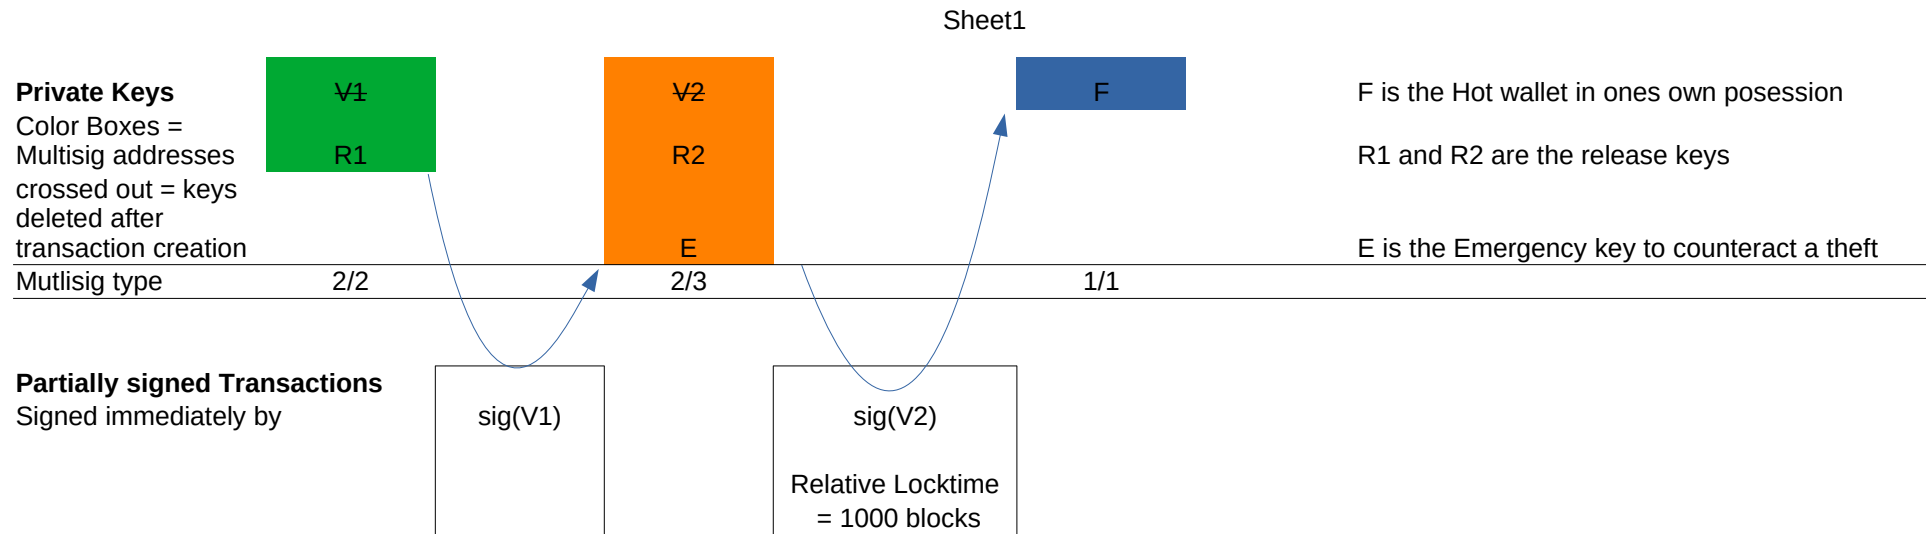 Sheet1
Private Keys V1 V2 F F is the Hot wallet in ones own posession
Color Boxes =
Multisig addresses R1 R2 R1 and R2 are the release keys
crossed out = keys
deleted after
transaction creation E E is the Emergency key to counteract a theft
Mutlisig type 2/2 2/3 1/1
Partially signed Transactions
Signed immediately by sig(V1) sig(V2)
Relative Locktime
= 1000 blocks